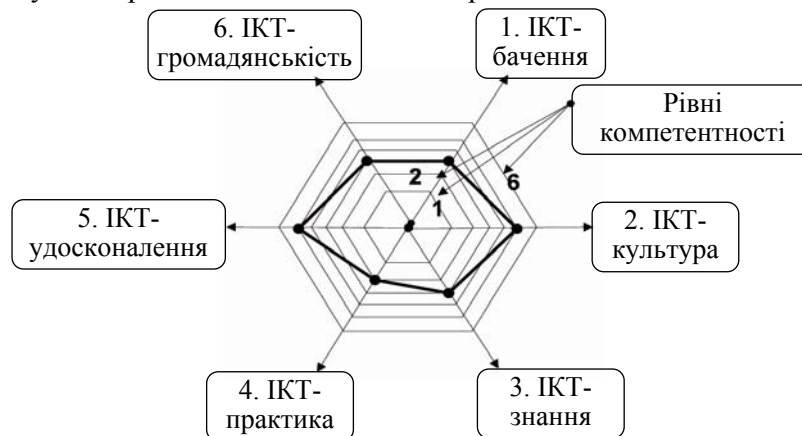 6. ІКТ-
громадянськість
1. ІКТ-
бачення
Рівні
компетентності
2
1
6
5. ІКТ-
удосконалення
2. ІКТ-
культура
4. ІКТ-
практика
3. ІКТ-
знання